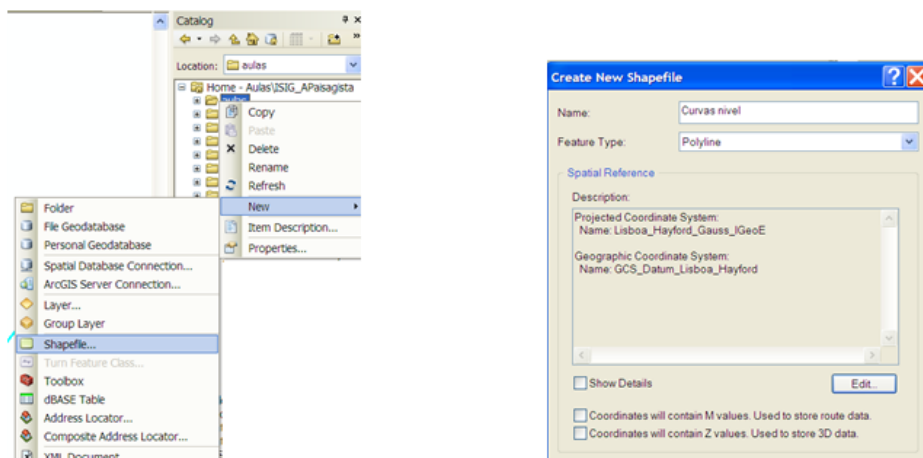 Catalog
Location: aulas
Home - Aulas\ISIG_APaisagista
aulas
Copy
Paste
Delete
Rename
Refresh
New
Item Description...
Properties...
Folder
File Geodatabase
Personal Geodatabase
Spatial Database Connection...
ArcGIS Server Connection...
Layer...
Group Layer
Shapefile...
Turn Feature Class...
Toolbox
dBASE Table
Address Locator...
Composite Address Locator...
XML Document
Create New Shapefile
Name: Curvas nivel
Feature Type: Polyline
Spatial Reference
Description:
Projected Coordinate System:
Name: Lisboa_Hayford_Gauss_IGeoE
Geographic Coordinate System:
Name: GCS_Datum_Lisboa_Hayford
Show Details
Edit...
Coordinates will contain M values. Used to store route data.
Coordinates will contain Z values. Used to store 3D data.